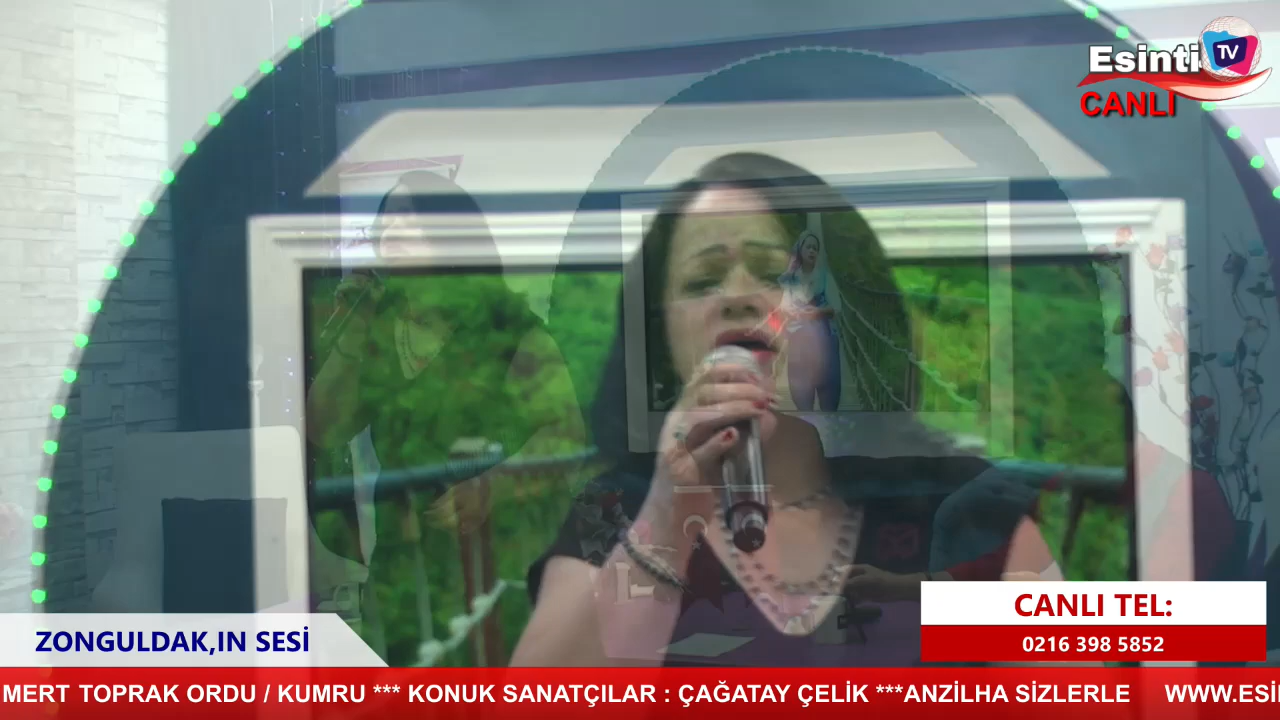 Esinti TV
CANLI
CANLI TEL:
0216 398 5852
ZONGULDAK,IN SESİ
MERT TOPRAK ORDU / KUMRU *** KONUK SANATÇILAR : ÇAĞATAY ÇELİK ***ANZİLHA SİZLERLE WWW.ESİ